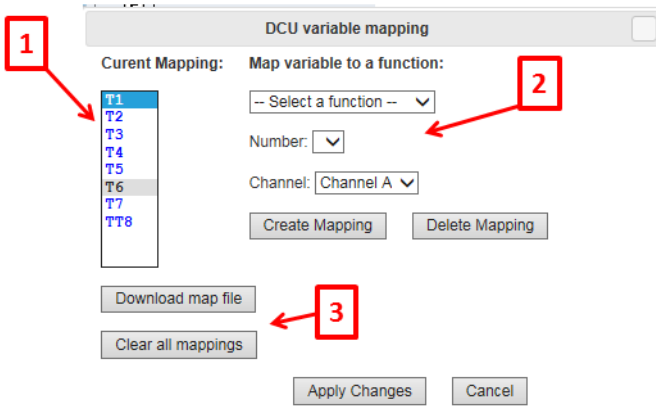 DCU variable mapping
1
Curent Mapping:
Map variable to a function:
2
T1
T2
T3
T4
T5
T6
T7
TT8
-- Select a function --
Number:
Channel: Channel A
Create Mapping
Delete Mapping
Download map file
3
Clear all mappings
Apply Changes
Cancel